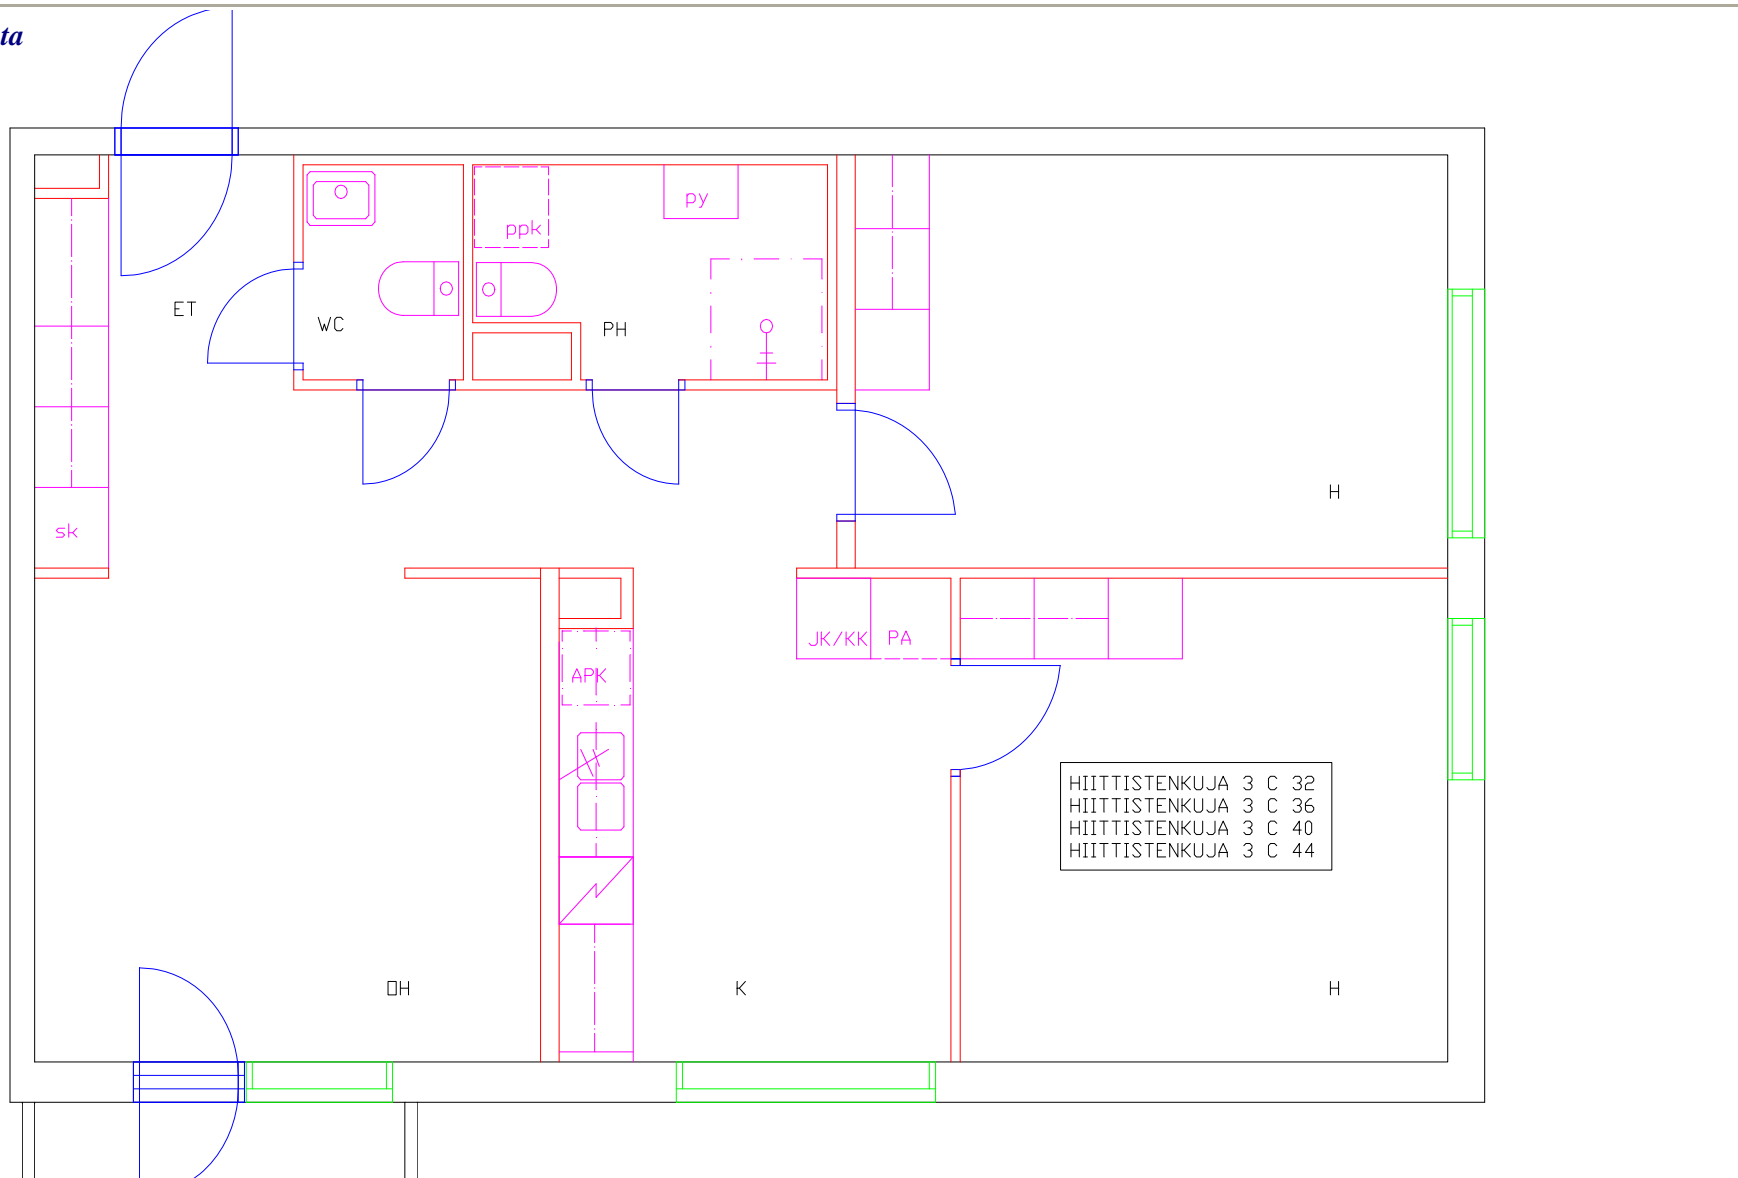 ta
py
ppk
ET
WC
PH
H
sk
JK/KK
PA
APK
HIITTISTENKUJA 3 C 32
HIITTISTENKUJA 3 C 36
HIITTISTENKUJA 3 C 40
HIITTISTENKUJA 3 C 44
OH
K
H